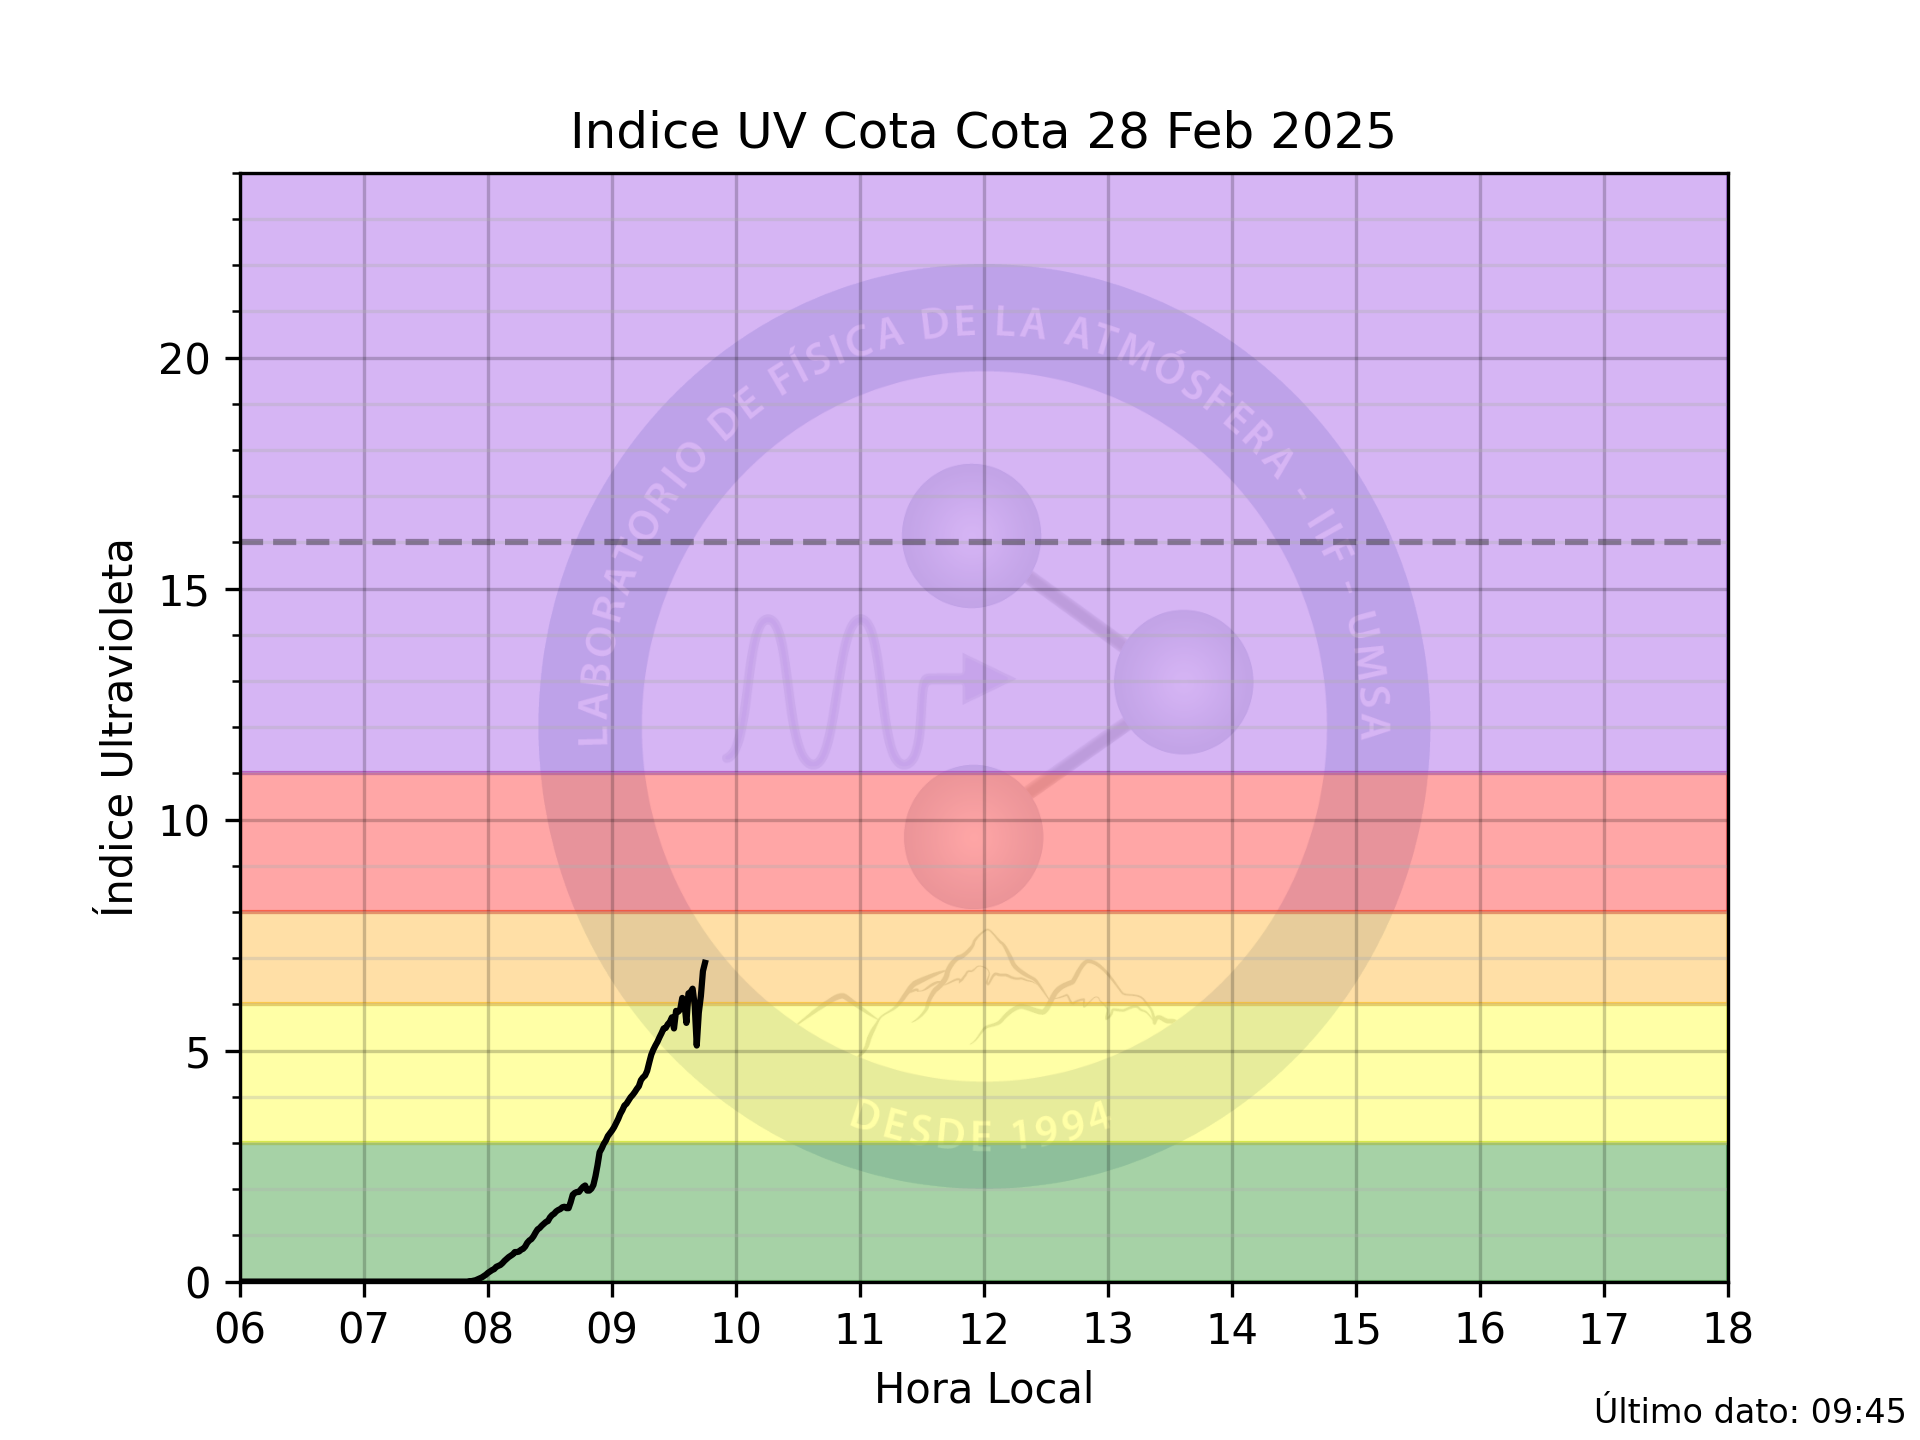 Indice UV Cota Cota 28 Feb 2025
LABORATORIO DE FÍSICA DE LA ATMÓSFERA - IIF - UMSA
DESDE 1994
Índice Ultravioleta
20
15
10
5
0
06 07 08 09 10 11 12 13 14 15 16 17 18
Hora Local
Último dato: 09:45